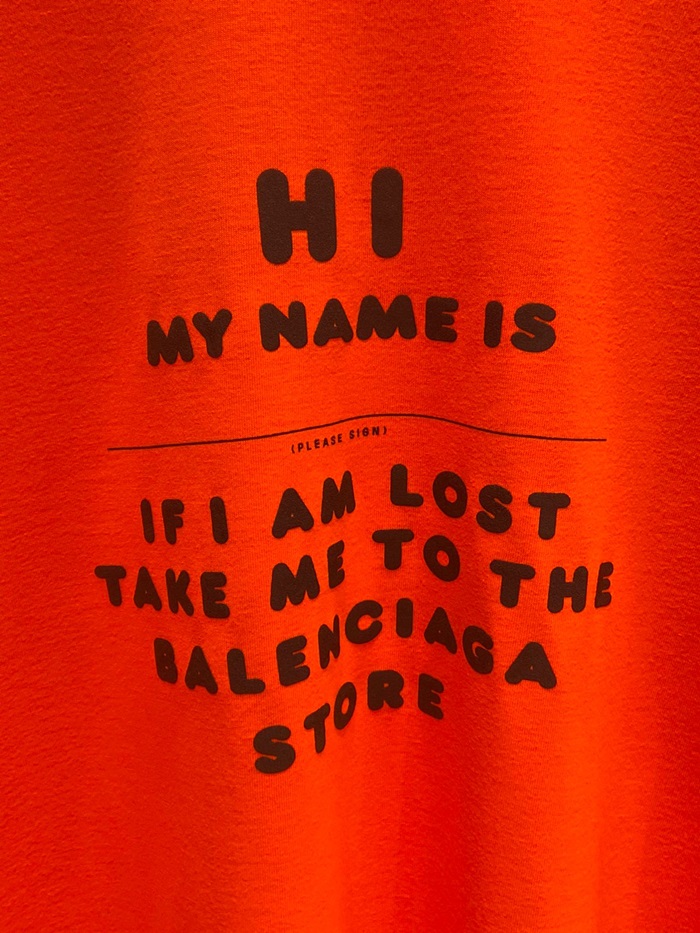 HI
MY NAME IS
(PLEASE SIGN)
IF I AM LOST
TAKE ME TO THE
BALENCIAGA
STORE